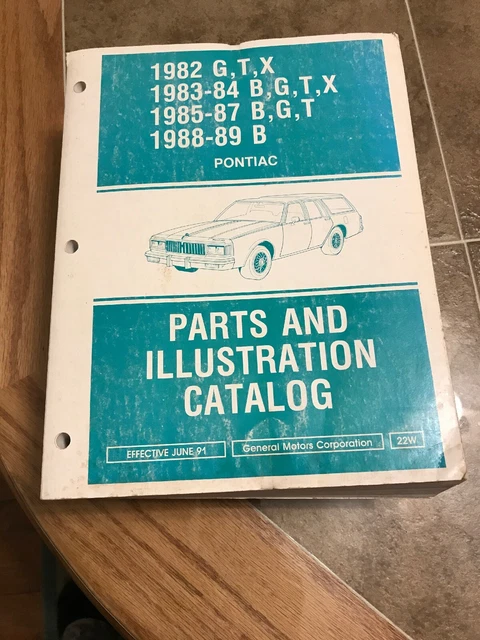 1982 G,T,X
1983-84 B,G,T,X
1985-87 B,G,T
1988-89 B
PONTIAC
PARTS AND
ILLUSTRATION
CATALOG
EFFECTIVE JUNE 91
General Motors Corporation
22W